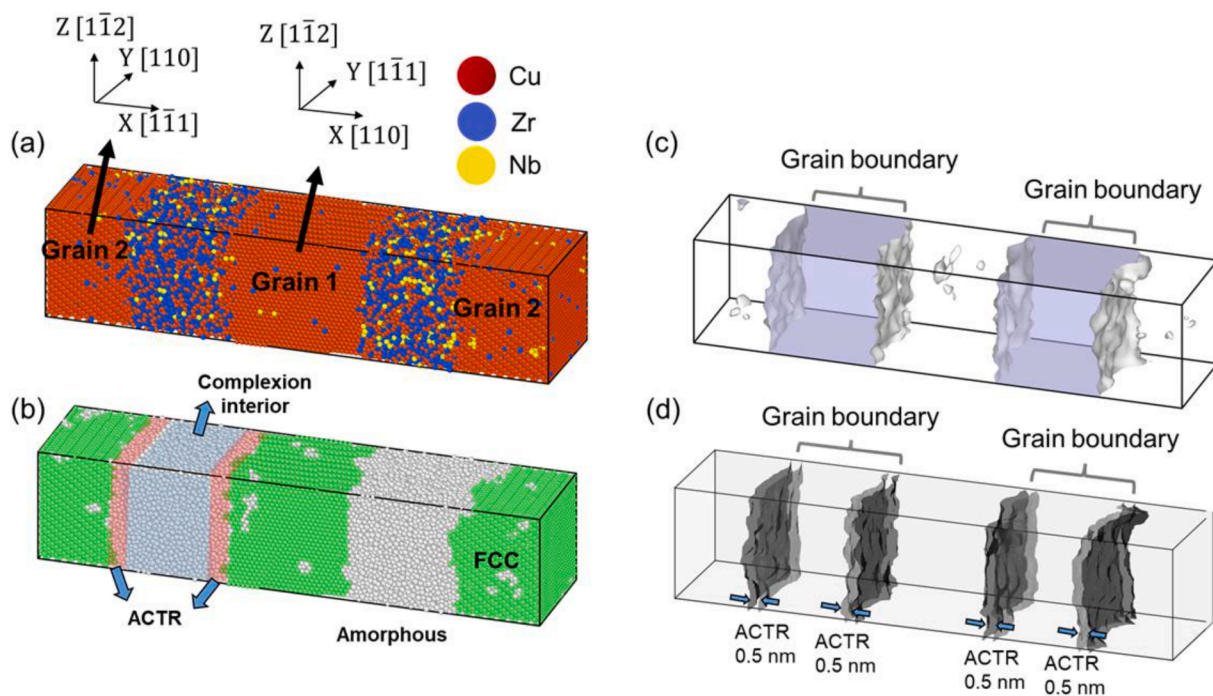 Z [11̅2]
Y [110]
X [11̅1]
Z [11̅2]
Y [11̅1]
X [110]
Cu
Zr
Nb
(a)
Grain 2
Grain 1
Grain 2
(b)
Complexion
interior
ACTR
Amorphous
FCC
(c)
Grain boundary
Grain boundary
(d)
Grain boundary
Grain boundary
ACTR
0.5 nm
ACTR
0.5 nm
ACTR
0.5 nm
ACTR
0.5 nm